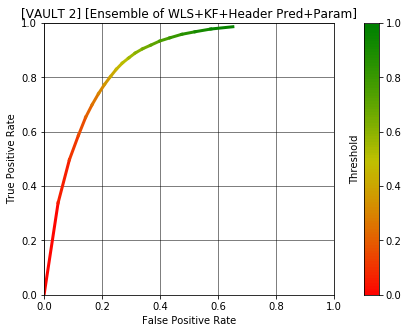 [VAULT 2] [Ensemble of WLS+KF+Header Pred+Param]
1.0
0.8
0.6
0.4
0.2
0.0
True Positive Rate
0.0 0.2 0.4 0.6 0.8 1.0
False Positive Rate
1.0
0.8
0.6
0.4
0.2
0.0
Threshold